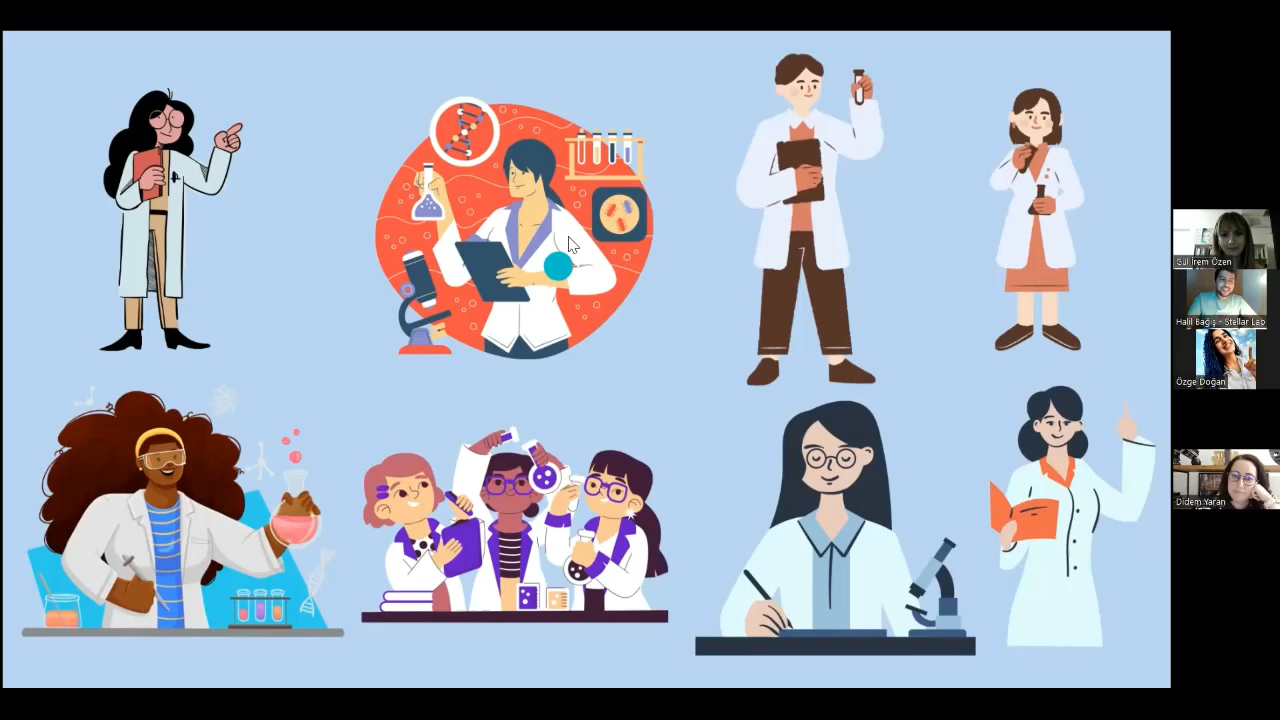 Gül İrem Özen
Halil Bağış - Stellar Lab
Özge Doğan
Didem Yaran